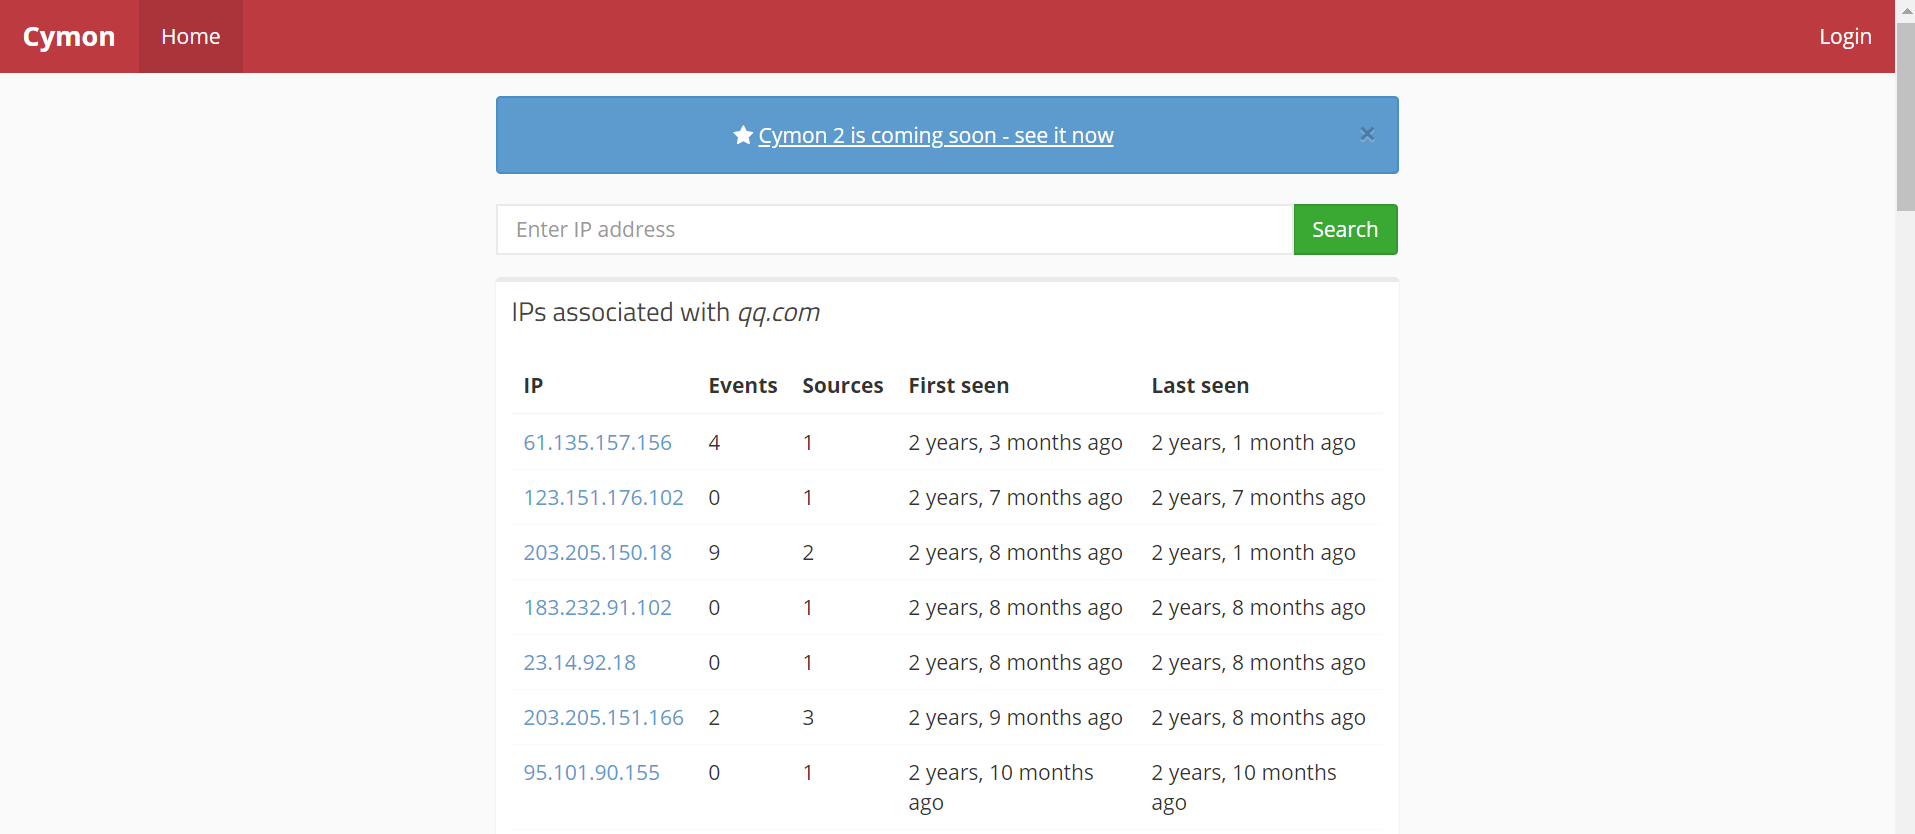 Cymon Home Login
Cymon 2 is coming soon - see it now ×
Enter IP address Search
IPs associated with qq.com
IP Events Sources First seen Last seen
61.135.157.156 4 1 2 years, 3 months ago 2 years, 1 month ago
123.151.176.102 0 1 2 years, 7 months ago 2 years, 7 months ago
203.205.150.18 9 2 2 years, 8 months ago 2 years, 1 month ago
183.232.91.102 0 1 2 years, 8 months ago 2 years, 8 months ago
23.14.92.18 0 1 2 years, 8 months ago 2 years, 8 months ago
203.205.151.166 2 3 2 years, 9 months ago 2 years, 8 months ago
95.101.90.155 0 1 2 years, 10 months 2 years, 10 months
ago ago